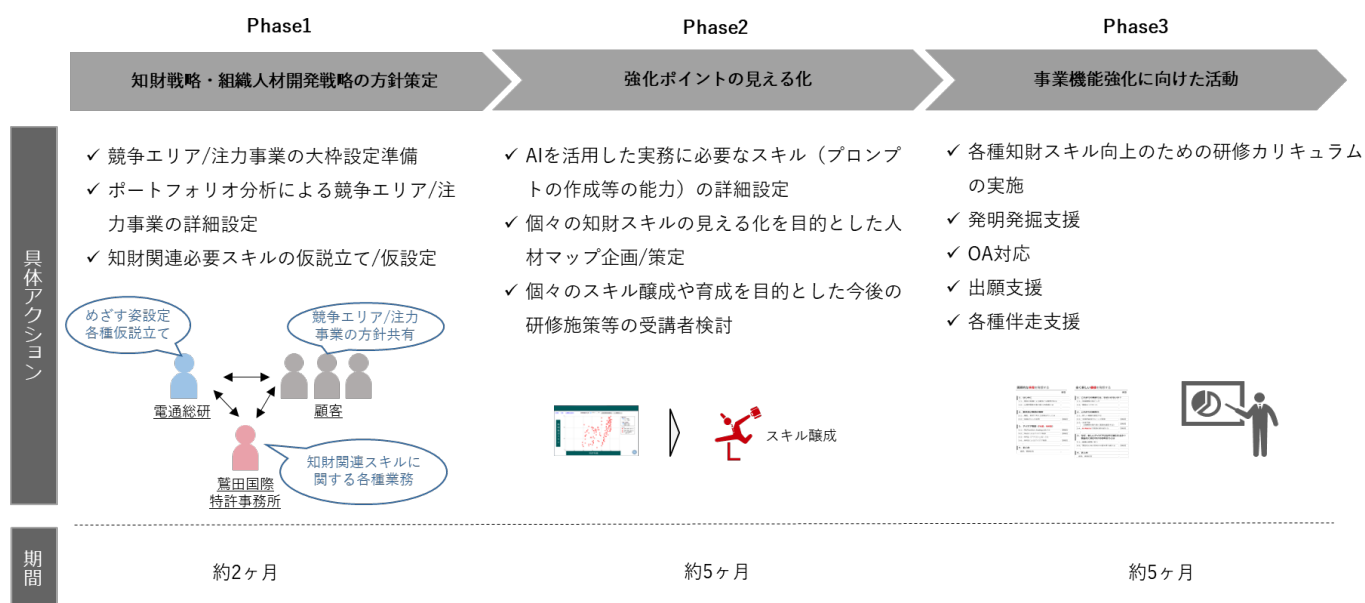 Phase1
Phase2
Phase3
知財戦略・組織人材開発戦略の方針策定
強化ポイントの見える化
事業機能強化に向けた活動
具体アクション
✓ 競争エリア/注力事業の大枠設定準備
✓ ポートフォリオ分析による競争エリア/注
力事業の詳細設定
✓ 知財関連必要スキルの仮説立て/仮設定
めざす姿設定
各種仮説立て
競争エリア/注力
事業の方針共有
電通総研
顧客
鷲田国際
特許事務所
知財関連スキルに
関する各種業務
✓ AIを活用した実務に必要なスキル（プロンプ
トの作成等の能力）の詳細設定
✓ 個々の知財スキルの見える化を目的とした人
材マップ企画/策定
✓ 個々のスキル醸成や育成を目的とした今後の
研修施策等の受講者検討
スキル醸成
✓ 各種知財スキル向上のための研修カリキュラム
の実施
✓ 発明発掘支援
✓ OA対応
✓ 出願支援
✓ 各種伴走支援
期間
約2ヶ月
約5ヶ月
約5ヶ月